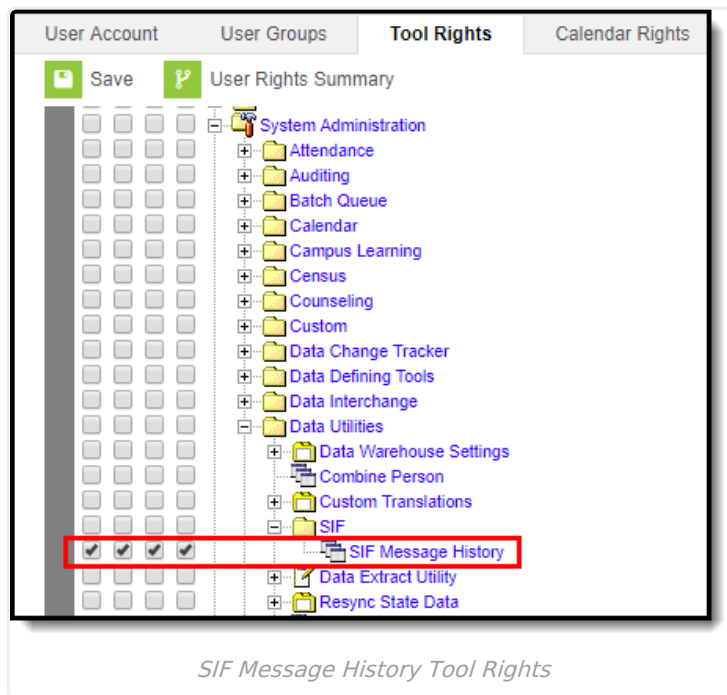 User Account User Groups Tool Rights Calendar Rights
Save User Rights Summary
System Administration
Attendance
Auditing
Batch Queue
Calendar
Campus Learning
Census
Counseling
Custom
Data Change Tracker
Data Defining Tools
Data Interchange
Data Utilities
Data Warehouse Settings
Combine Person
Custom Translations
SIF
SIF Message History
Data Extract Utility
Resync State Data
SIF Message History Tool Rights